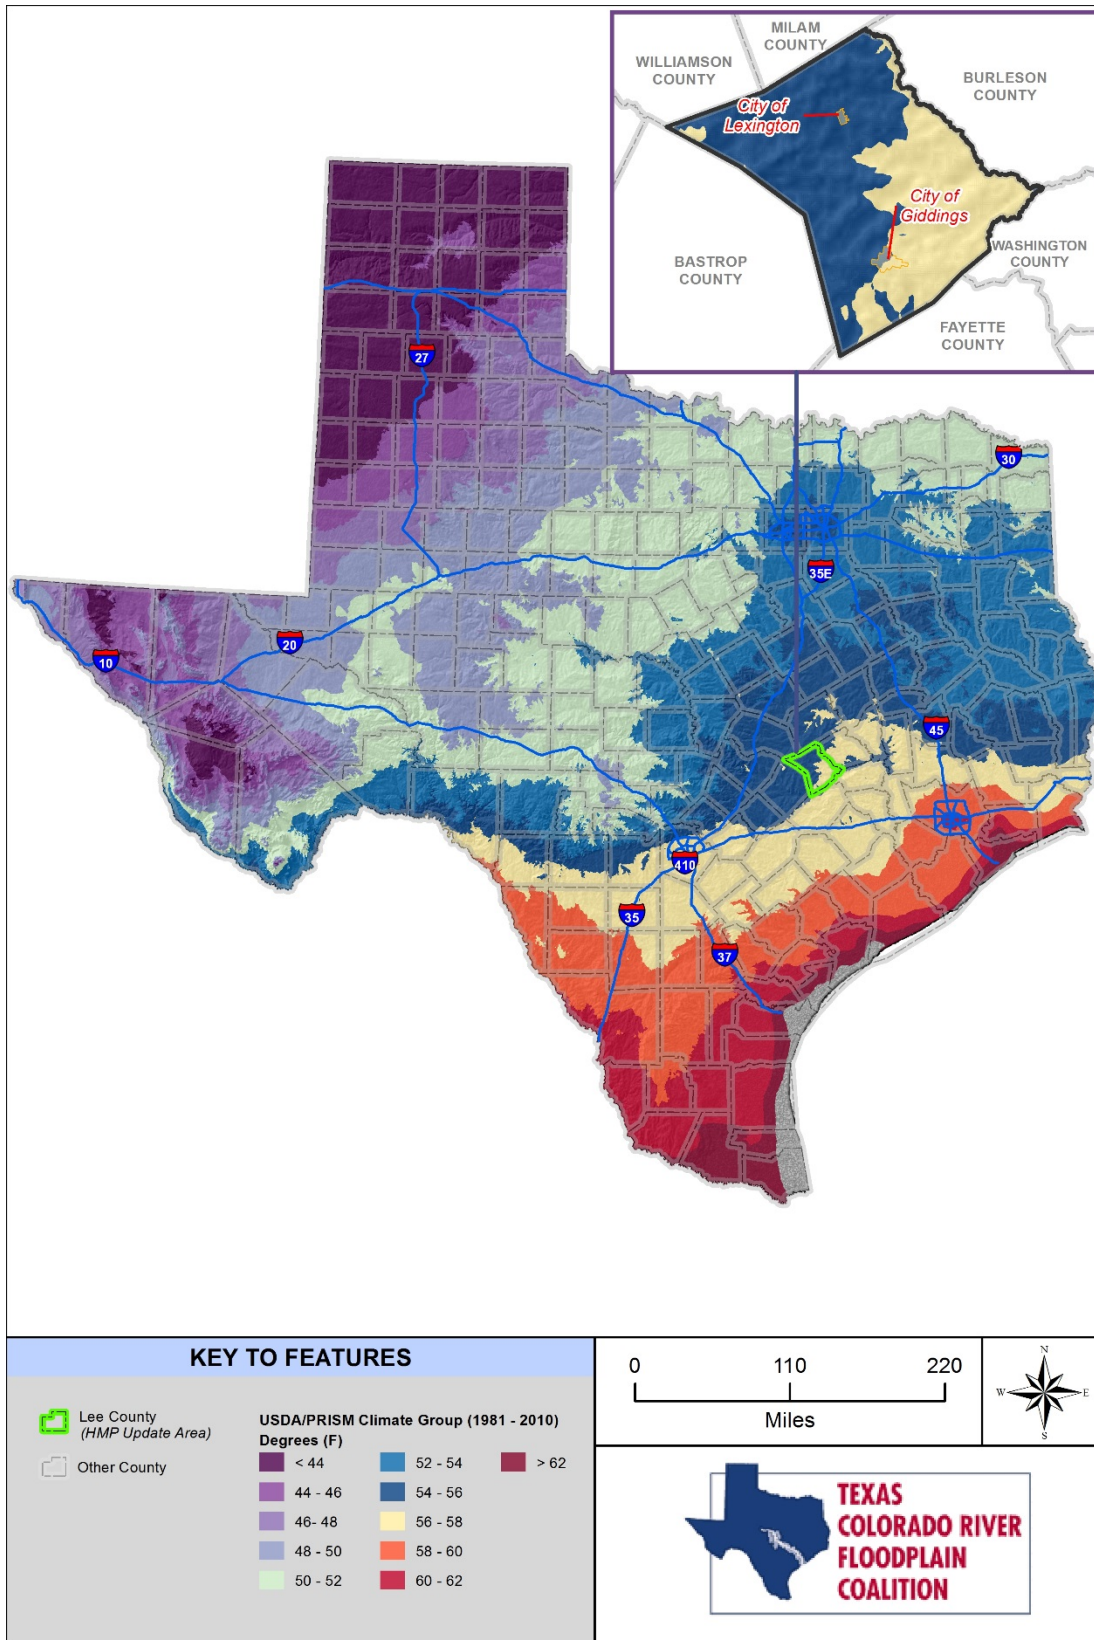 MILAM
COUNTY
WILLIAMSON
COUNTY
BURLESON
COUNTY
City of
Lexington
City of
Giddings
BASTROP
COUNTY
WASHINGTON
COUNTY
FAYETTE
COUNTY
27
30
35E
20
10
45
410
35
37
KEY TO FEATURES
Lee County
(HMP Update Area)
Other County
USDA/PRISM Climate Group (1981 - 2010)
Degrees (F)
< 44
44 - 46
46- 48
48 - 50
50 - 52
52 - 54
54 - 56
56 - 58
58 - 60
60 - 62
> 62
0 110 220
Miles
N
W E
S
TEXAS
COLORADO RIVER
FLOODPLAIN
COALITION